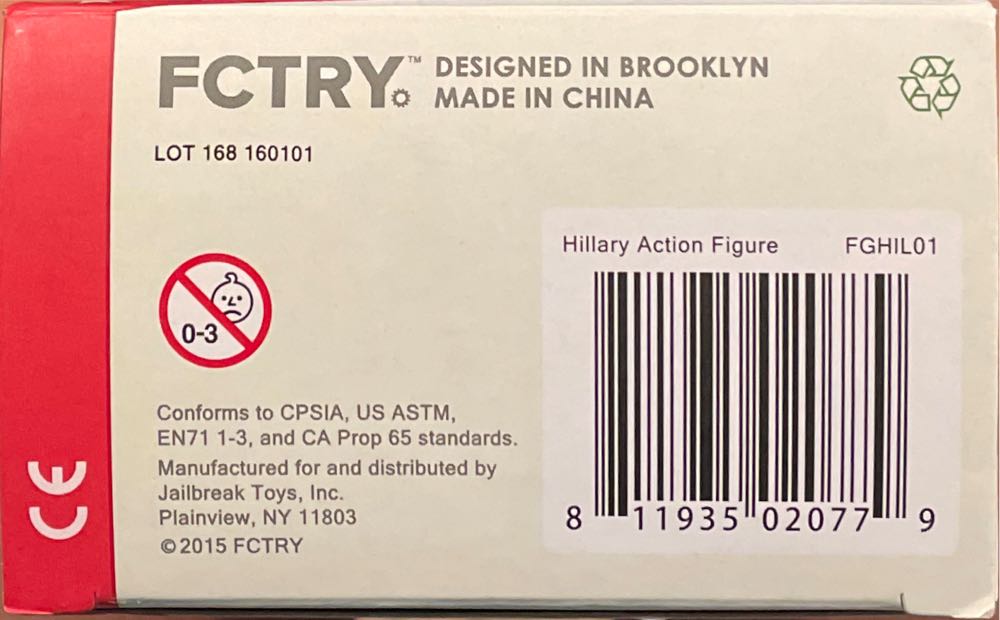 FCTRY™ DESIGNED IN BROOKLYN
MADE IN CHINA
LOT 168 160101
Hillary Action Figure FGHIL01
0-3
Conforms to CPSIA, US ASTM,
EN71 1-3, and CA Prop 65 standards.
Manufactured for and distributed by
Jailbreak Toys, Inc.
Plainview, NY 11803
©2015 FCTRY
8 11935 02077 9
CE